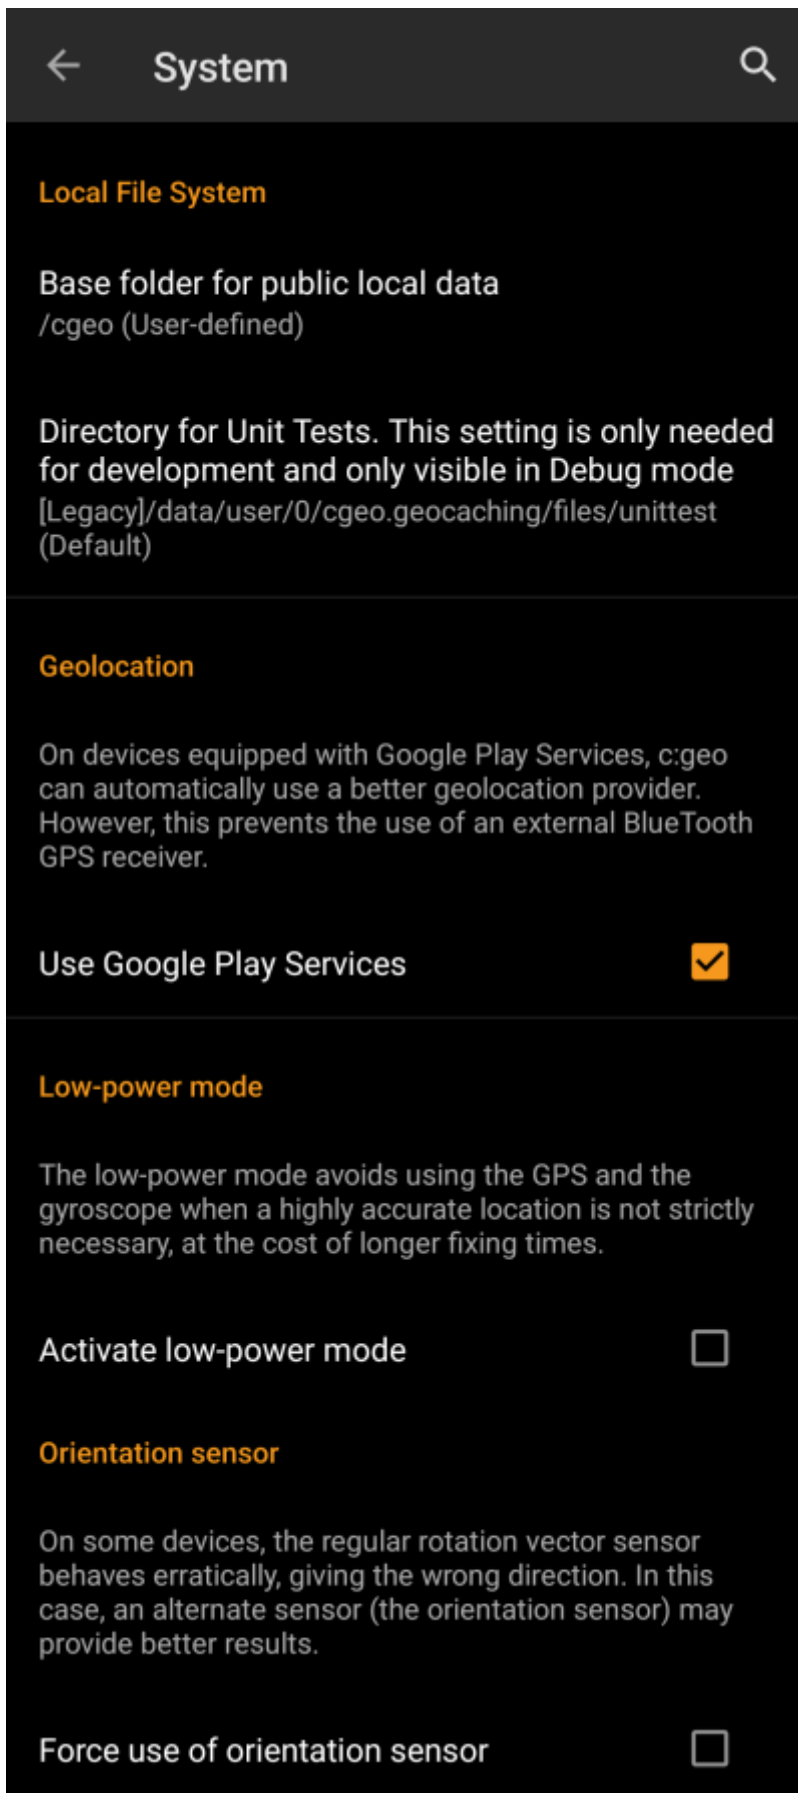 System
Local File System
Base folder for public local data
/cgeo (User-defined)
Directory for Unit Tests. This setting is only needed
for development and only visible in Debug mode
[Legacy]/data/user/0/cgeo.geocaching/files/unittest
(Default)
Geolocation
On devices equipped with Google Play Services, c:geo
can automatically use a better geolocation provider.
However, this prevents the use of an external BlueTooth
GPS receiver.
Use Google Play Services
Low-power mode
The low-power mode avoids using the GPS and the
gyroscope when a highly accurate location is not strictly
necessary, at the cost of longer fixing times.
Activate low-power mode
Orientation sensor
On some devices, the regular rotation vector sensor
behaves erratically, giving the wrong direction. In this
case, an alternate sensor (the orientation sensor) may
provide better results.
Force use of orientation sensor